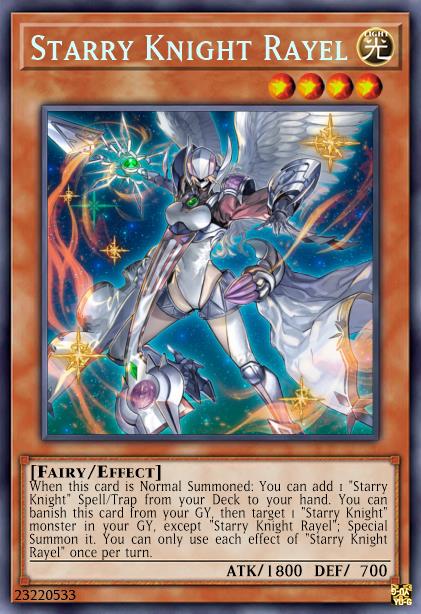 STARRY KNIGHT RAYEL
LIGHT
光
[FAIRY/EFFECT]
When this card is Normal Summoned: You can add 1 "Starry
Knight" Spell/Trap from your Deck to your hand. You can
banish this card from your GY, then target 1 "Starry Knight"
monster in your GY, except "Starry Knight Rayel"; Special
Summon it. You can only use each effect of "Starry Knight
Rayel" once per turn.
ATK/1800 DEF/ 700
23220533